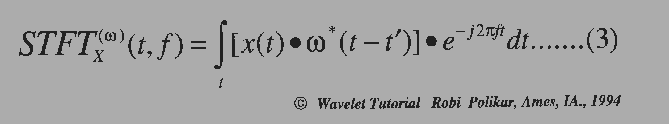 STFT_X^(ω)(t, f) = ∫_t [x(t) • ω*(t − t′)] • e^{−j2πft} dt.......(3)
© Wavelet Tutorial Robi Polikar, Ames, IA., 1994